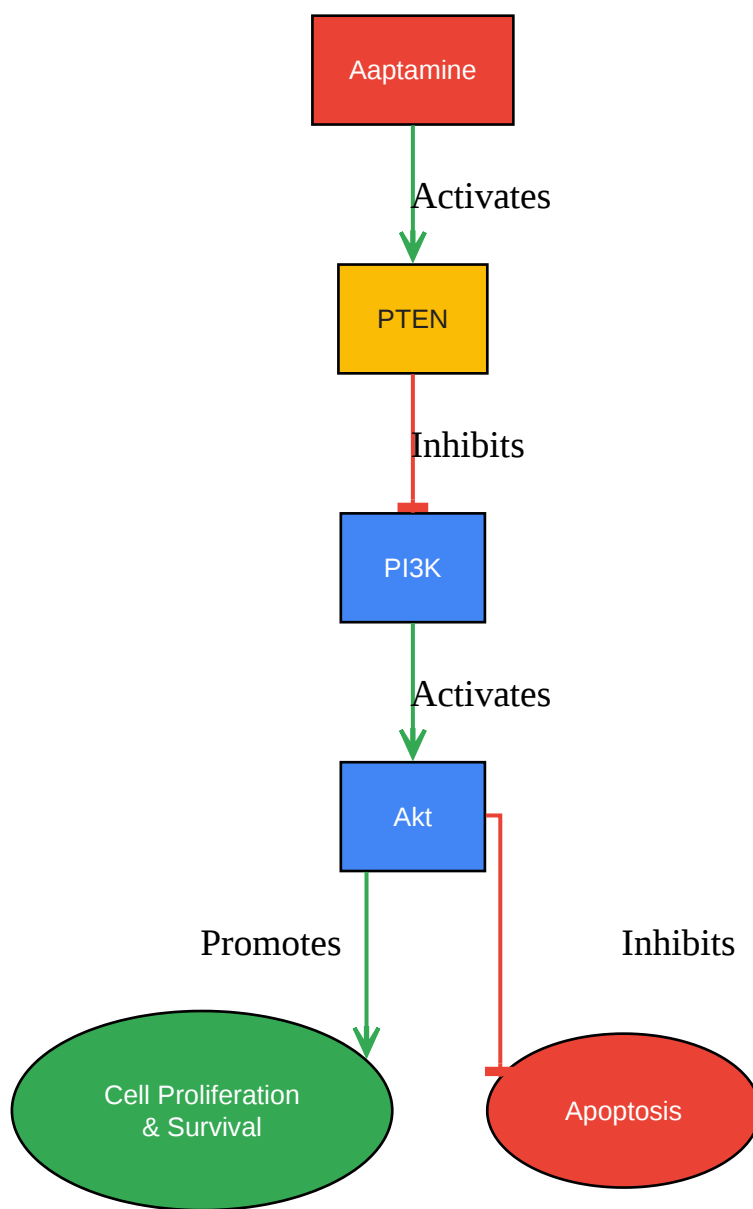 Aaptamine
Activates
PTEN
Inhibits
PI3K
Activates
Akt
Promotes
Inhibits
Cell Proliferation
& Survival
Apoptosis